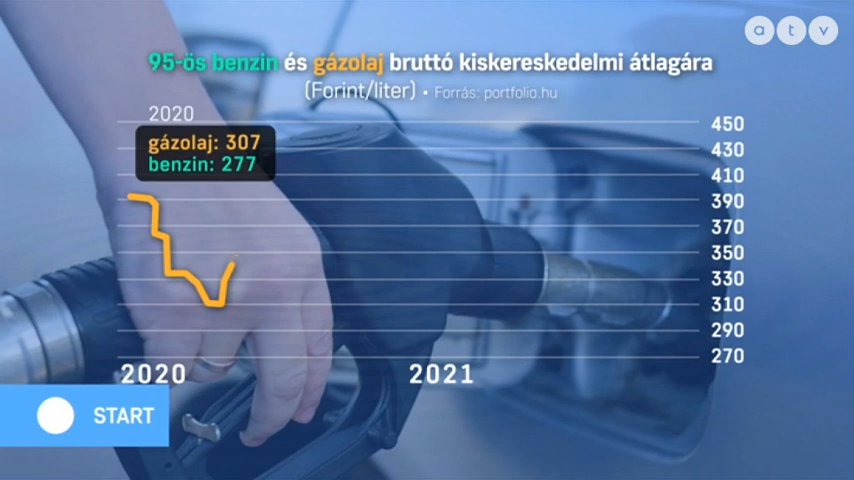 atv
95-ös benzin és gázolaj bruttó kiskereskedelmi átlagára
(Forint/liter) • Forrás: portfolio.hu
2020
gázolaj: 307
benzin: 277
450
430
410
390
370
350
330
310
290
270
2020 2021
START